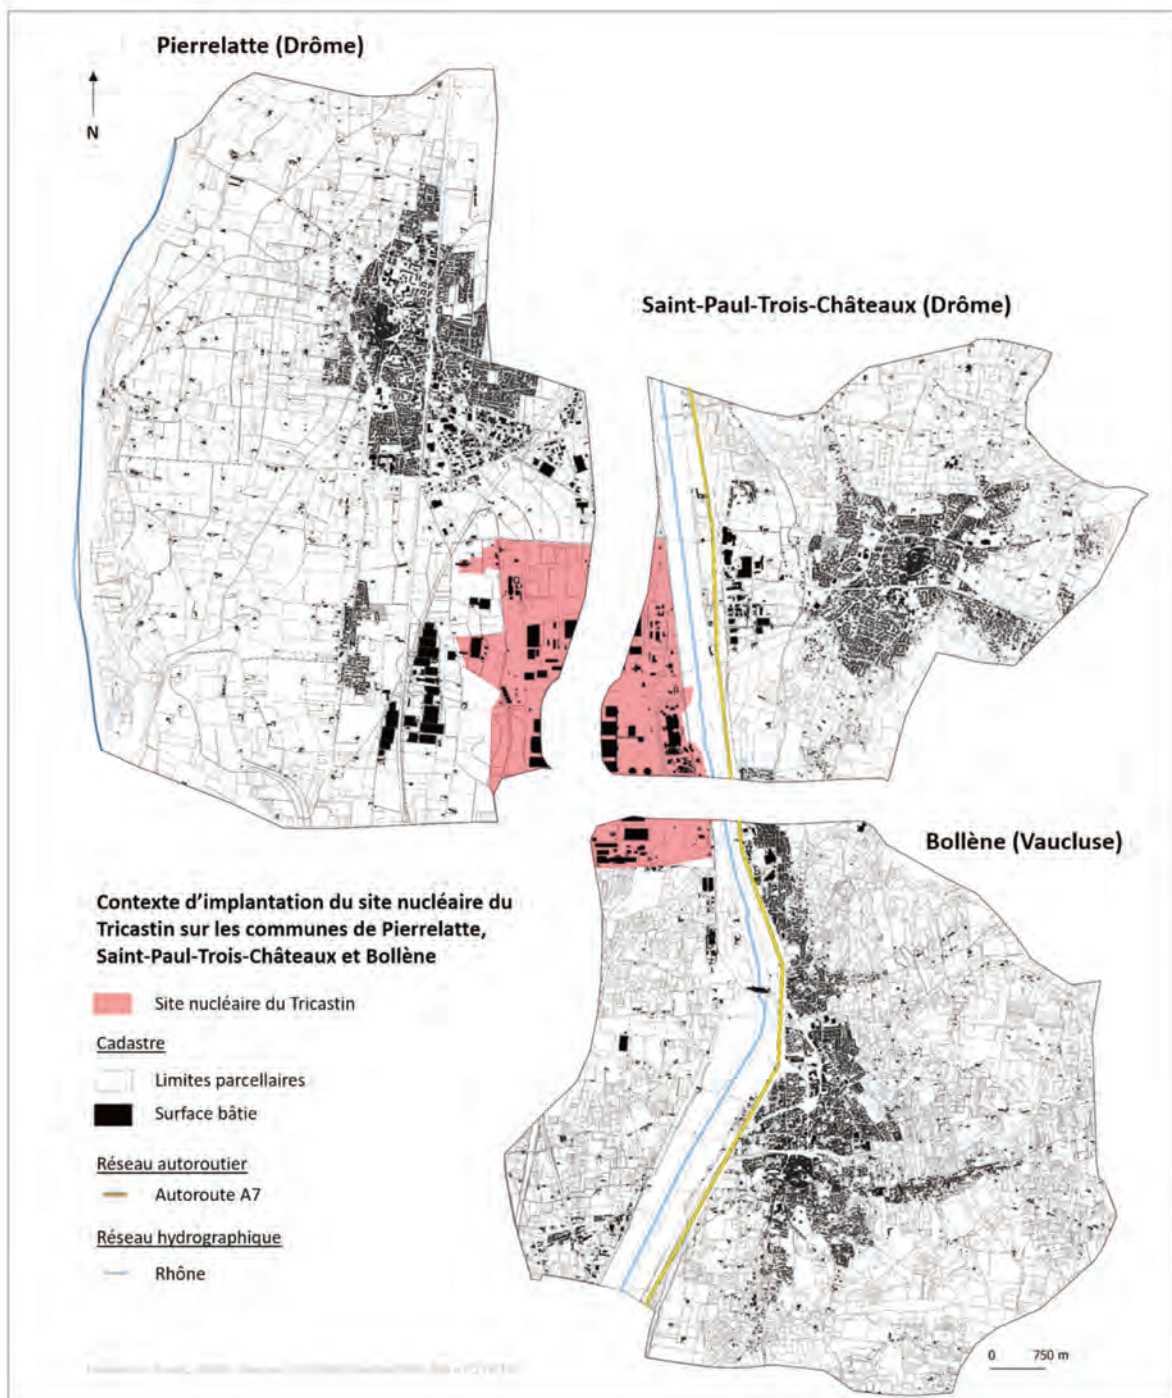 Pierrelatte (Drôme)
N
Saint-Paul-Trois-Châteaux (Drôme)
Bollène (Vaucluse)
Contexte d'implantation du site nucléaire du
Tricastin sur les communes de Pierrelatte,
Saint-Paul-Trois-Châteaux et Bollène
Site nucléaire du Tricastin
Cadastre
Limites parcellaires
Surface bâtie
Réseau autoroutier
Autoroute A7
Réseau hydrographique
Rhône
0 750 m